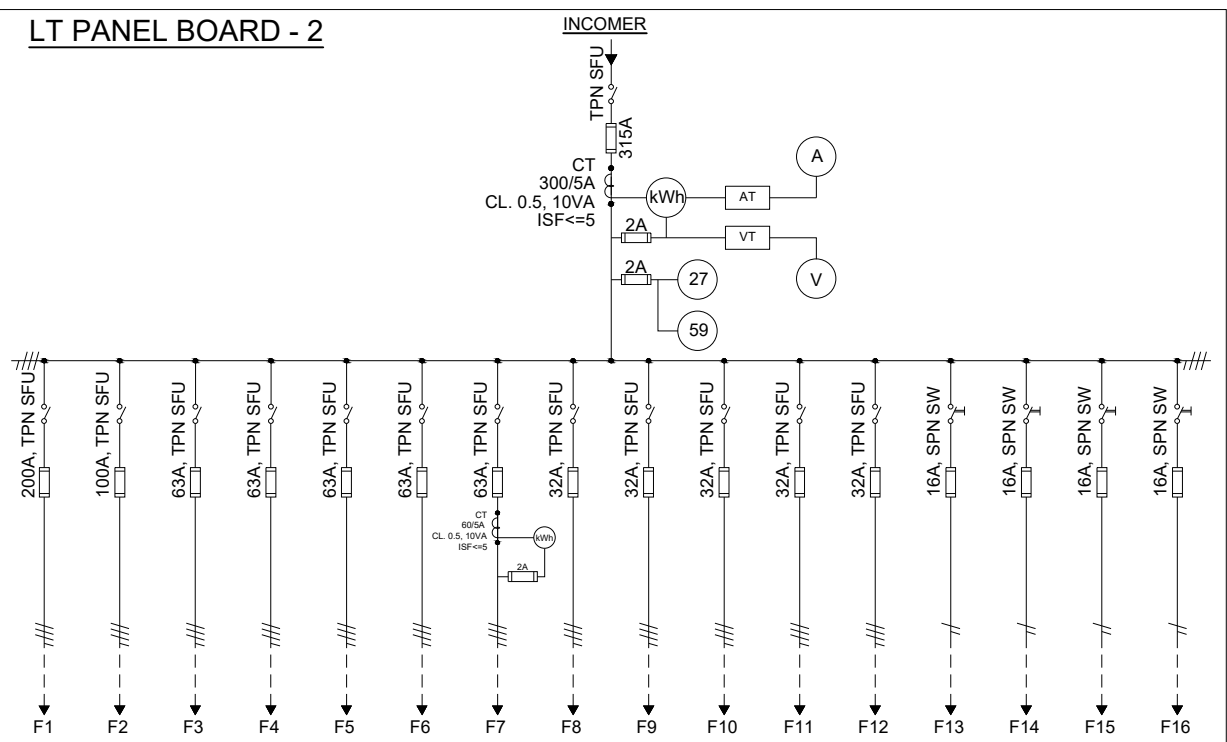 LT PANEL BOARD - 2
INCOMER
TPN SFU
315A
CT
300/5A
CL. 0.5, 10VA
ISF<=5
kWh
AT
A
2A
VT
V
2A
27
59
200A, TPN SFU
100A, TPN SFU
63A, TPN SFU
63A, TPN SFU
63A, TPN SFU
63A, TPN SFU
63A, TPN SFU
32A, TPN SFU
32A, TPN SFU
32A, TPN SFU
32A, TPN SFU
32A, TPN SFU
16A, SPN SW
16A, SPN SW
16A, SPN SW
16A, SPN SW
CT
60/5A
CL. 0.5, 10VA
ISF<=5
kWh
2A
F1
F2
F3
F4
F5
F6
F7
F8
F9
F10
F11
F12
F13
F14
F15
F16